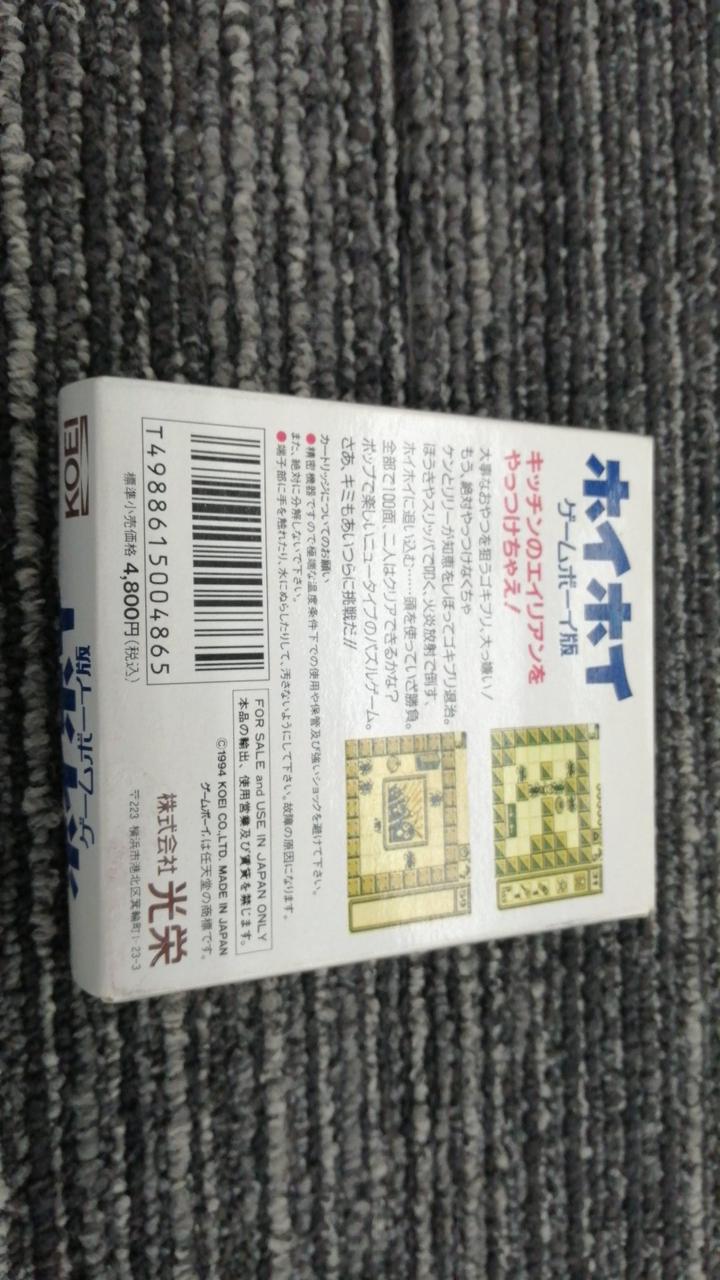 ホイホイ
ゲームボーイ版
キッチンのエイリアンを
やっつけちゃえ！
大事なおやつを狙うゴキブリ、大っ嫌い！
もう、絶対やっつけなくちゃ
ケンとリリーが知恵をしぼってゴキブリ退治。
ほうきやスリッパで叩く、火炎放射で倒す、
ホイホイに追い込む……頭を使っていざ勝負。
全部で100面！二人はクリアできるかな？
ポップで楽しいニュータイプのパズルゲーム。
さあ、キミもあいつらに挑戦だ!!
カートリッジについてのお願い
●精密機器ですので極端な温度条件下での使用や保管及び強いショックを避けて下さい。
また、絶対に分解しないで下さい。
●端子部に手を触れたり、水にぬらしたりして、汚さないようにして下さい。故障の原因になります。
T4988615004865
標準小売価格 4,800円(税込)
FOR SALE and USE IN JAPAN ONLY
本品の輸出、使用営業及び賃貸を禁じます。
©1994 KOEI CO.,LTD. MADE IN JAPAN
ゲームボーイは任天堂の商標です。
株式会社 光栄
〒223 横浜市港北区箕輪町1-23-3
KOEI
ゲームボーイ版